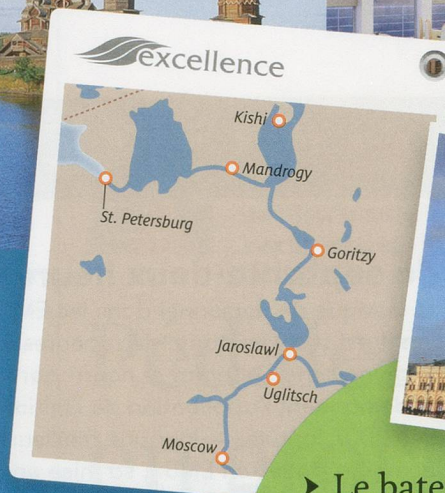 excellence
Kishi
Mandrogy
St. Petersburg
Goritzy
Jaroslawl
Uglitsch
Moscow
➤ Le bate